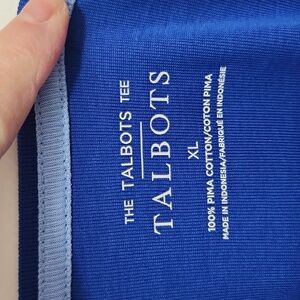 THE TALBOTS TEE
TALBOTS
XL
100% PIMA COTTON/COTON PIMA
MADE IN INDONESIA/FABRIQUÉ EN INDONÉSIE